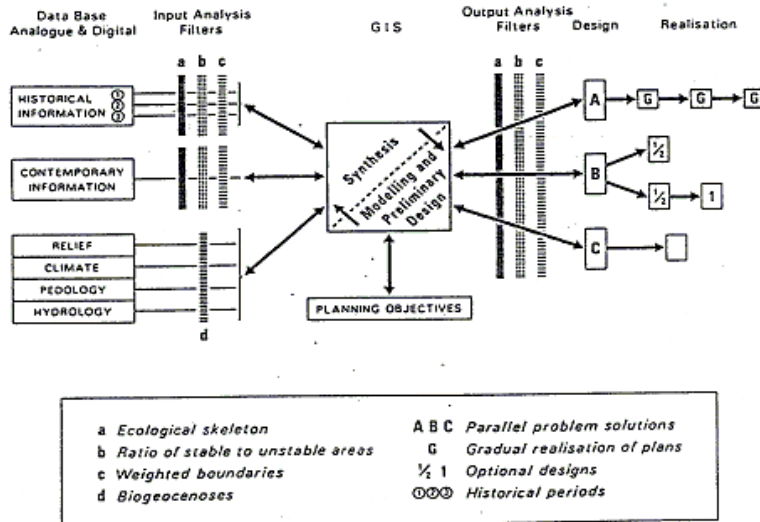 Data Base
Analogue & Digital
Input Analysis
Filters
GIS
Output Analysis
Filters
Design
Realisation
a b c
a b c
HISTORICAL
INFORMATION
① ② ③
CONTEMPORARY
INFORMATION
RELIEF
CLIMATE
PEDOLOGY
HYDROLOGY
d
Synthesis
Modelling and
Preliminary
Design
PLANNING OBJECTIVES
A G G G
B ½
½ 1
C
a Ecological skeleton
b Ratio of stable to unstable areas
c Weighted boundaries
d Biogeocenoses
A B C Parallel problem solutions
G Gradual realisation of plans
½ 1 Optional designs
①②③ Historical periods